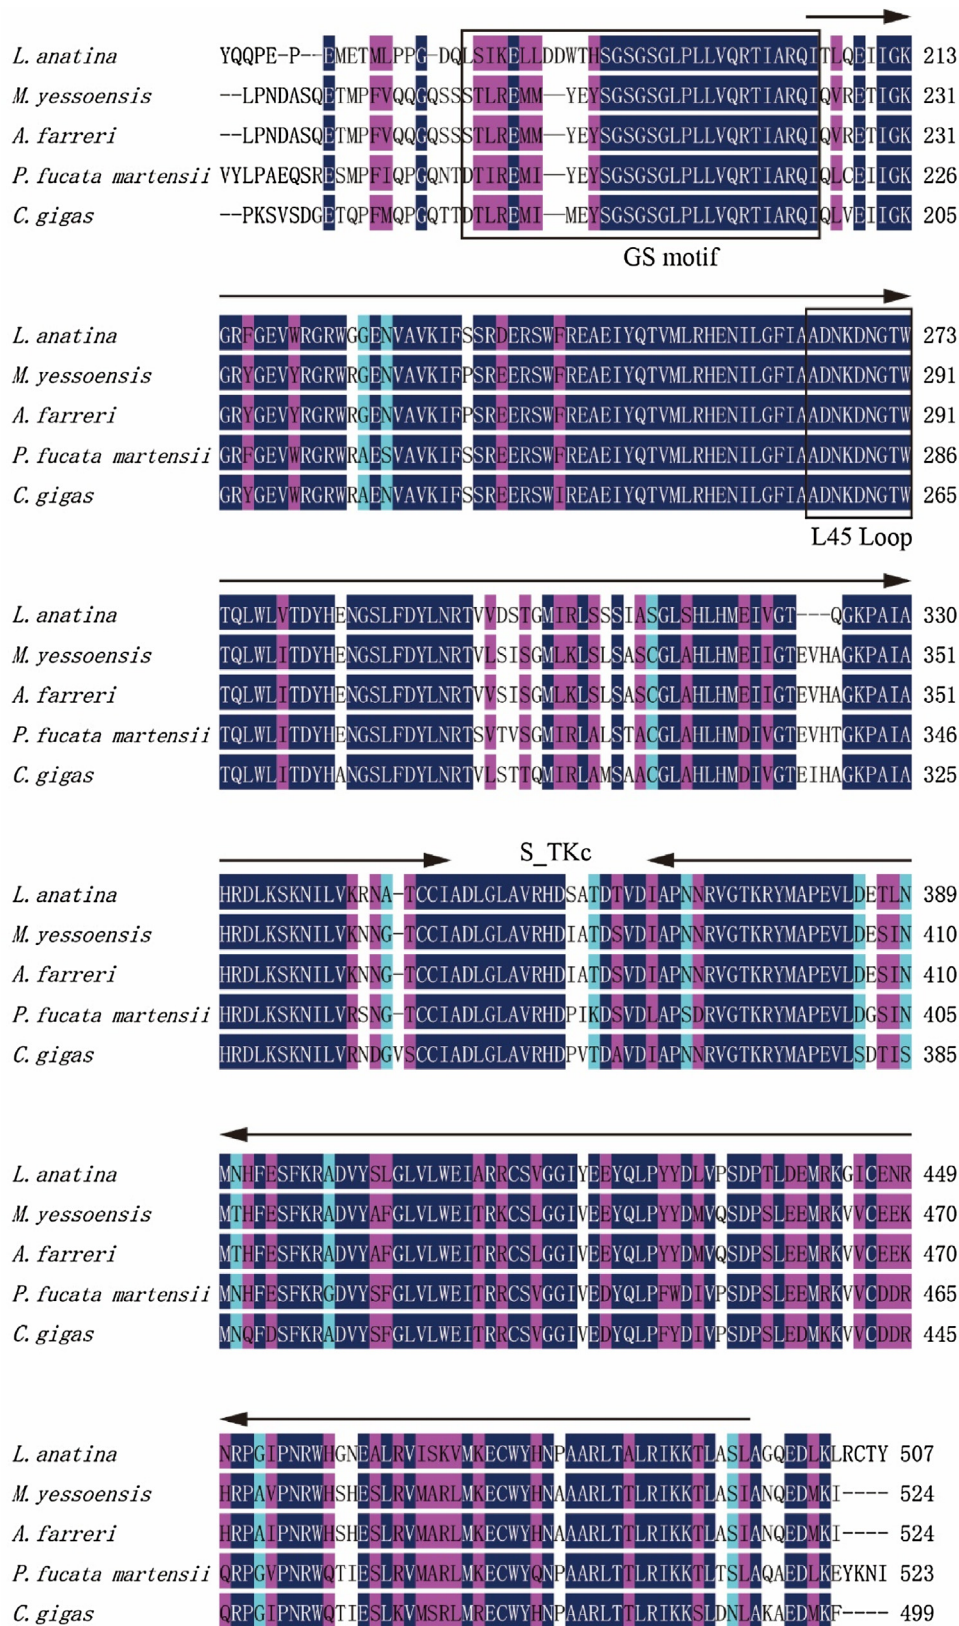 L. anatina YQQPE-P--EMETMLPPG-DQLSIKELLDDWTHSGSGSGLPLLVQRTIARQITLQEIIGK 213
M. yessoensis --LPNDASQETMPFVQQGQSSSTLREMM--YEYSGSGSGLPLLVQRTIARQIQVRETIGK 231
A. farreri --LPNDASQETMPFVQQGQSSSTLREMM--YEYSGSGSGLPLLVQRTIARQIQVRETIGK 231
P. fucata martensii VYLPAEQSRESMPFIQPGQNTDTIREMI--YEYSGSGSGLPLLVQRTIARQIQLCEIIGK 226
C. gigas --PKSVSDGETQPFMQPGQTTDTLREMI--MEYSGSGSGLPLLVQRTIARQIQLVEIIGK 205
GS motif
L. anatina GRFGEVWRGRWGGENVAVKIFSSRDERSWFREAEIYQTVMLRHENILGFIAADNKDNGTW 273
M. yessoensis GRYGEVYRGRWRGENVAVKIFPSREERSWFREAEIYQTVMLRHENILGFIAADNKDNGTW 291
A. farreri GRYGEVYRGRWRGENVAVKIFPSREERSWFREAEIYQTVMLRHENILGFIAADNKDNGTW 291
P. fucata martensii GRFGEVWRGRWRAESVAVKIFSSREERSWFREAEIYQTVMLRHENILGFIAADNKDNGTW 286
C. gigas GRYGEVWRGRWRAENVAVKIFSSREERSWIREAEIYQTVMLRHENILGFIAADNKDNGTW 265
L45 Loop
L. anatina TQLWLVTDYHENGSLFDYLNRTVVDSTGMIRLSSSIASGLSHLHMEIVGT---QGKPAIA 330
M. yessoensis TQLWLITDYHENGSLFDYLNRTVLSISGMLKLSLSASCGLAHLHMEIIGTEVHAGKPAIA 351
A. farreri TQLWLITDYHENGSLFDYLNRTVVSISGMLKLSLSASCGLAHLHMEIIGTEVHAGKPAIA 351
P. fucata martensii TQLWLITDYHENGSLFDYLNRTSVTVSGMIRLALSTACGLAHLHMDIVGTEVHTGKPAIA 346
C. gigas TQLWLITDYHANGSLFDYLNRTVLSTTQMIRLAMSAACGLAHLHMDIVGTEIHAGKPAIA 325
S_TKc
L. anatina HRDLKSKNILVKRNA-TCCIADLGLAVRHDSATDTVDIAPNNRVGTKRYMAPEVLDETLN 389
M. yessoensis HRDLKSKNILVKNNG-TCCIADLGLAVRHDIATDSVDIAPNNRVGTKRYMAPEVLDESIN 410
A. farreri HRDLKSKNILVKNNG-TCCIADLGLAVRHDIATDSVDIAPNNRVGTKRYMAPEVLDESIN 410
P. fucata martensii HRDLKSKNILVRSNG-TCCIADLGLAVRHDPIKDSVDLAPSDRVGTKRYMAPEVLDGSIN 405
C. gigas HRDLKSKNILVRNDGVSCCIADLGLAVRHDPVTDAVDIAPNNRVGTKRYMAPEVLSDTIS 385
L. anatina MNHFESFKRADVYSLGLVLWEIARRCSVGGIYEEYQLPYYDLVPSDPTLDEMRKGICENR 449
M. yessoensis MTHFESFKRADVYAFGLVLWEITRKCSLGGIVEEYQLPYYDMVQSDPSLEEMRKVVCEEK 470
A. farreri MTHFESFKRADVYAFGLVLWEITRRCSLGGIVEEYQLPYYDMVQSDPSLEEMRKVVCEEK 470
P. fucata martensii MNHFESFKRGDVYSFGLVLWEITRRCSVGGIVEDYQLPFWDIVPSDPSLEEMRKVVCDDR 465
C. gigas MNQFDSFKRADVYSFGLVLWEITRRCSVGGIVEDYQLPFYDIVPSDPSLEDMKKVVCDDR 445
L. anatina NRPGIPNRWHGNEALRVISKVMKECWYHNPAARLTALRIKKTLASLAGQEDLKLRCTY 507
M. yessoensis HRPAVPNRWHSHESLRVMARLMKECWYHNAAARLTTLRIKKTLASIANQEDMKI---- 524
A. farreri HRPAIPNRWHSHESLRVMARLMKECWYHNAAARLTTLRIKKTLASIANQEDMKI---- 524
P. fucata martensii QRPGVPNRWQTIESLRVMARLMKECWYQNPAARLTTLRIKKTLTSLAQAEDLKEYKNI 523
C. gigas QRPGIPNRWQTIESLKVMSRLMRECWYHNPAARLTTLRIKKSLDNLAKAEDMKF---- 499